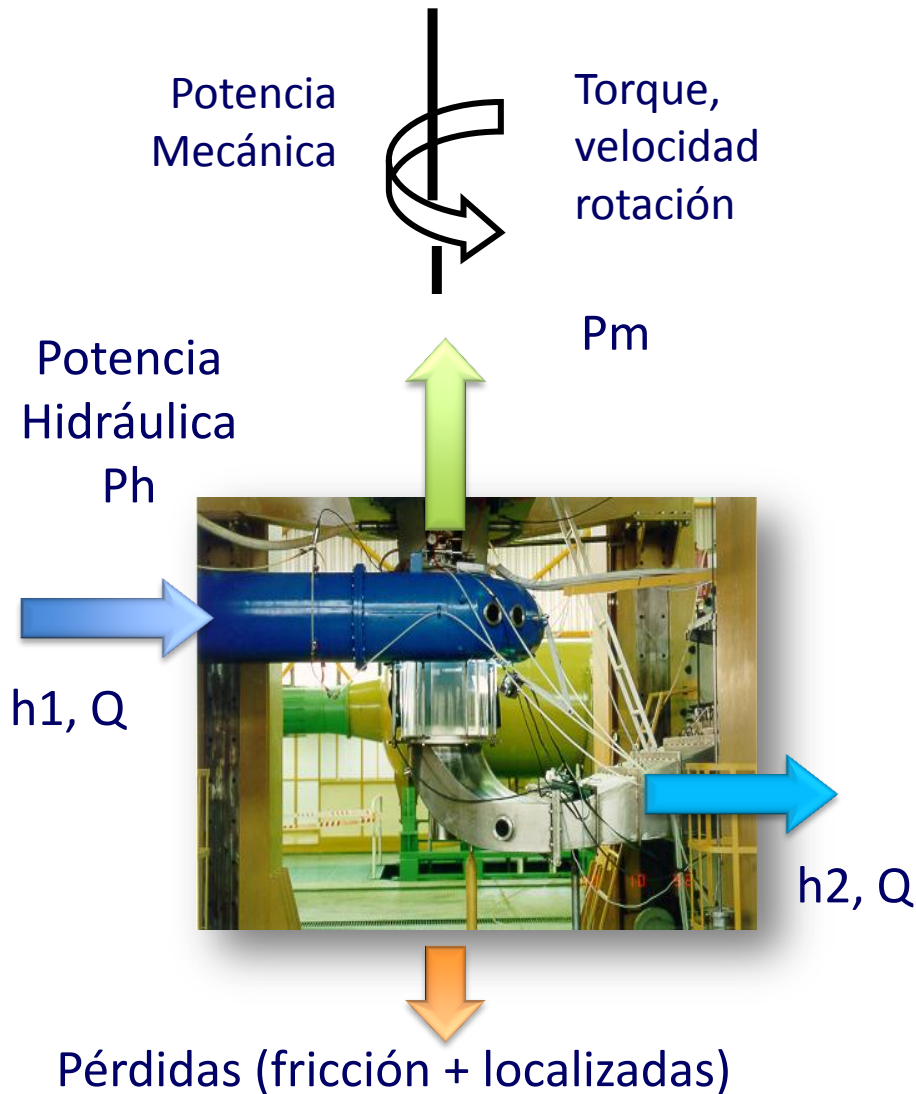 Potencia
Mecánica
Torque,
velocidad
rotación
Pm
Potencia
Hidráulica
Ph
h1, Q
h2, Q
Pérdidas (fricción + localizadas)